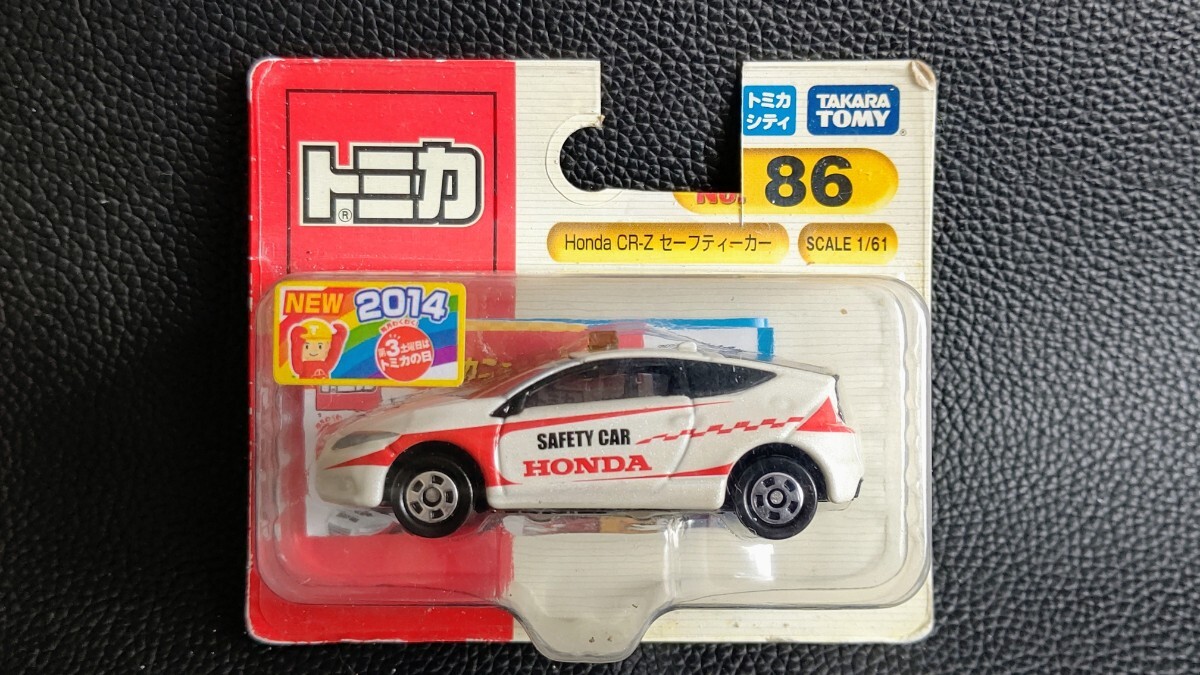 トミカ
®
トミカ
シティ
TAKARA
TOMY
No. 86
Honda CR-Z セーフティーカー
SCALE 1/61
NEW
2014
第3土曜日は
トミカの日
SAFETY CAR
HONDA